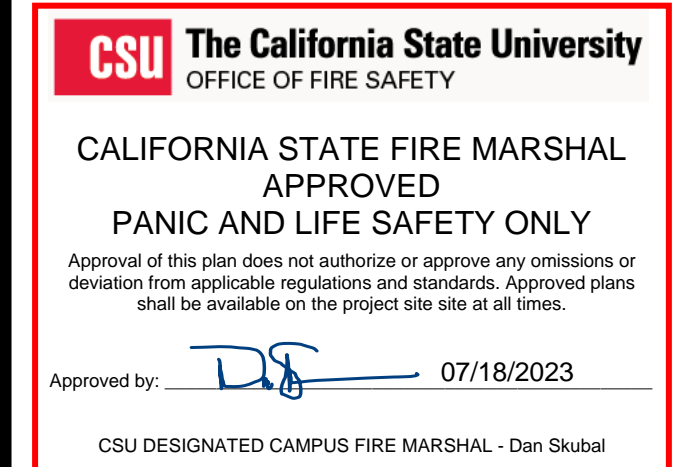 CSU The California State University
OFFICE OF FIRE SAFETY
CALIFORNIA STATE FIRE MARSHAL
APPROVED
PANIC AND LIFE SAFETY ONLY
Approval of this plan does not authorize or approve any omissions or
deviation from applicable regulations and standards. Approved plans
shall be available on the project site site at all times.
Approved by: 07/18/2023
CSU DESIGNATED CAMPUS FIRE MARSHAL - Dan Skubal